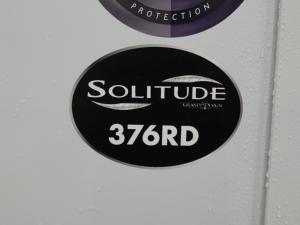 PROTECTION
SOLITUDE
GRAND DESIGN
376RD